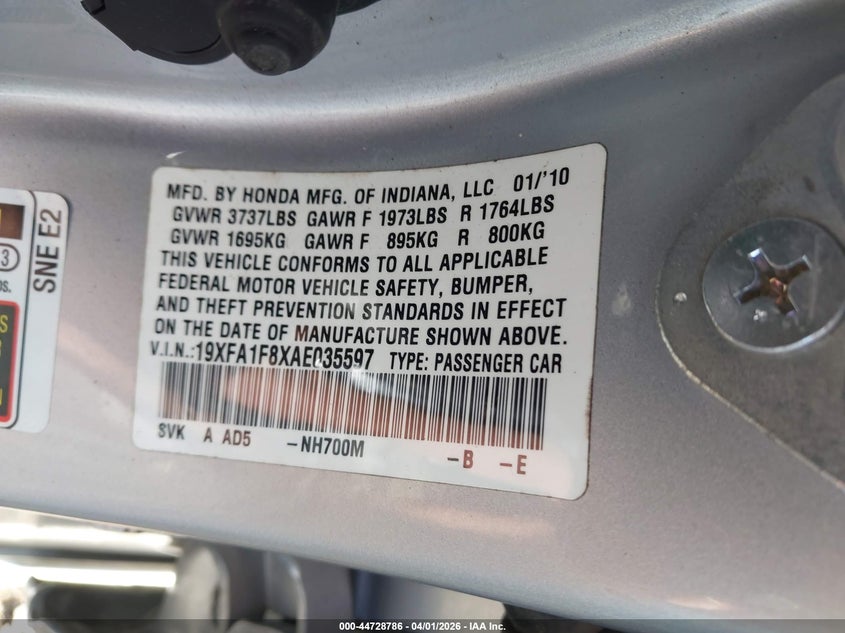 MFD. BY HONDA MFG. OF INDIANA, LLC 01/'10
GVWR 3737LBS GAWR F 1973LBS R 1764LBS
GVWR 1695KG GAWR F 895KG R 800KG
THIS VEHICLE CONFORMS TO ALL APPLICABLE
FEDERAL MOTOR VEHICLE SAFETY, BUMPER,
AND THEFT PREVENTION STANDARDS IN EFFECT
ON THE DATE OF MANUFACTURE SHOWN ABOVE.
V.I.N.:19XFA1F8XAE035597 TYPE: PASSENGER CAR
SVK A AD5 -NH700M -B -E
SNE E2
3
000-44728786 | 04/01/2026 | IAA Inc.